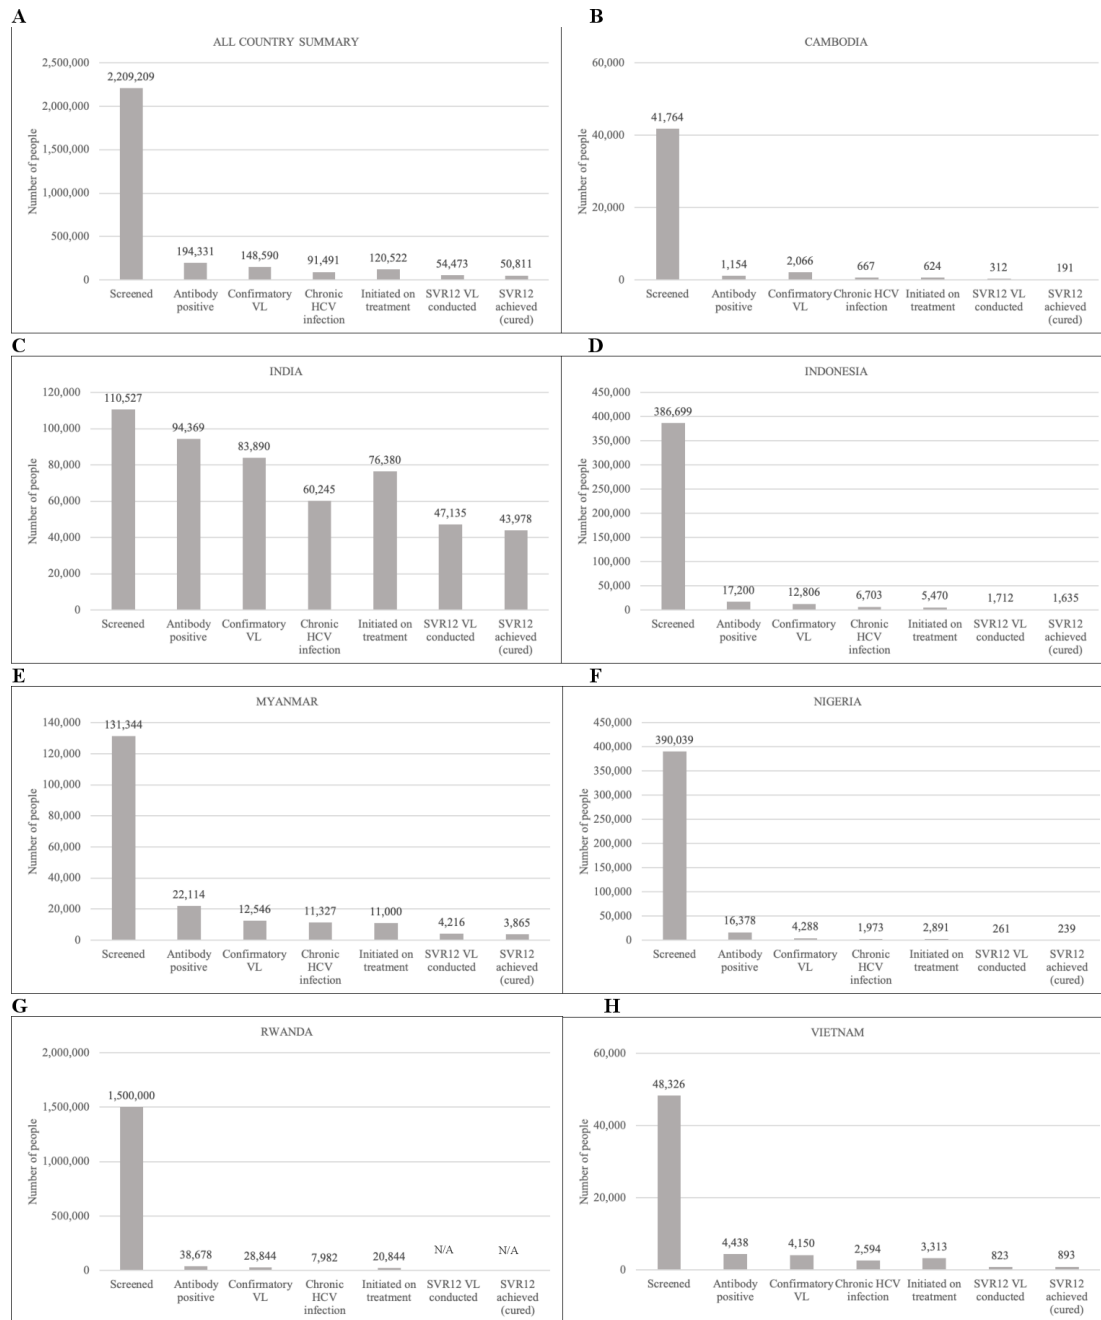 A
ALL COUNTRY SUMMARY
Number of people
2,500,000
2,000,000
1,500,000
1,000,000
500,000
0
2,209,209
194,331
148,590
91,491
120,522
54,473
50,811
Screened
Antibody
positive
Confirmatory
VL
Chronic
HCV
infection
Initiated on
treatment
SVR12 VL
conducted
SVR12
achieved
(cured)
B
CAMBODIA
Number of people
60,000
40,000
20,000
0
41,764
1,154
2,066
667
624
312
191
Screened
Antibody
positive
Confirmatory
VL
Chronic HCV
infection
Initiated on
treatment
SVR12 VL
conducted
SVR12
achieved
(cured)
C
INDIA
Number of people
120,000
100,000
80,000
60,000
40,000
20,000
0
110,527
94,369
83,890
60,245
76,380
47,135
43,978
Screened
Antibody
positive
Confirmatory
VL
Chronic
HCV
infection
Initiated on
treatment
SVR12 VL
conducted
SVR12
achieved
(cured)
D
INDONESIA
Number of people
450,000
400,000
350,000
300,000
250,000
200,000
150,000
100,000
50,000
0
386,699
17,200
12,806
6,703
5,470
1,712
1,635
Screened
Antibody
positive
Confirmatory
VL
Chronic
HCV
infection
Initiated on
treatment
SVR12 VL
conducted
SVR12
achieved
(cured)
E
MYANMAR
Number of people
140,000
120,000
100,000
80,000
60,000
40,000
20,000
0
131,344
22,114
12,546
11,327
11,000
4,216
3,865
Screened
Antibody
positive
Confirmatory
VL
Chronic
HCV
infection
Initiated on
treatment
SVR12 VL
conducted
SVR12
achieved
(cured)
F
NIGERIA
Number of people
450,000
400,000
350,000
300,000
250,000
200,000
150,000
100,000
50,000
0
390,039
16,378
4,288
1,973
2,891
261
239
Screened
Antibody
positive
Confirmatory
VL
Chronic
HCV
infection
Initiated on
treatment
SVR12 VL
conducted
SVR12
achieved
(cured)
G
RWANDA
Number of people
2,000,000
1,500,000
1,000,000
500,000
0
1,500,000
38,678
28,844
7,982
20,844
N/A
N/A
Screened
Antibody
positive
Confirmatory
VL
Chronic
HCV
infection
Initiated on
treatment
SVR12 VL
conducted
SVR12
achieved
(cured)
H
VIETNAM
Number of people
60,000
40,000
20,000
0
48,326
4,438
4,150
2,594
3,313
823
893
Screened
Antibody
positive
Confirmatory
VL
Chronic HCV
infection
Initiated on
treatment
SVR12 VL
conducted
SVR12
achieved
(cured)